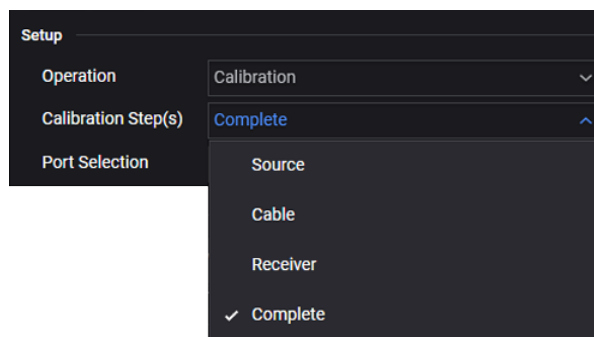 Setup
Operation Calibration
Calibration Step(s) Complete
Port Selection
Source
Cable
Receiver
Complete